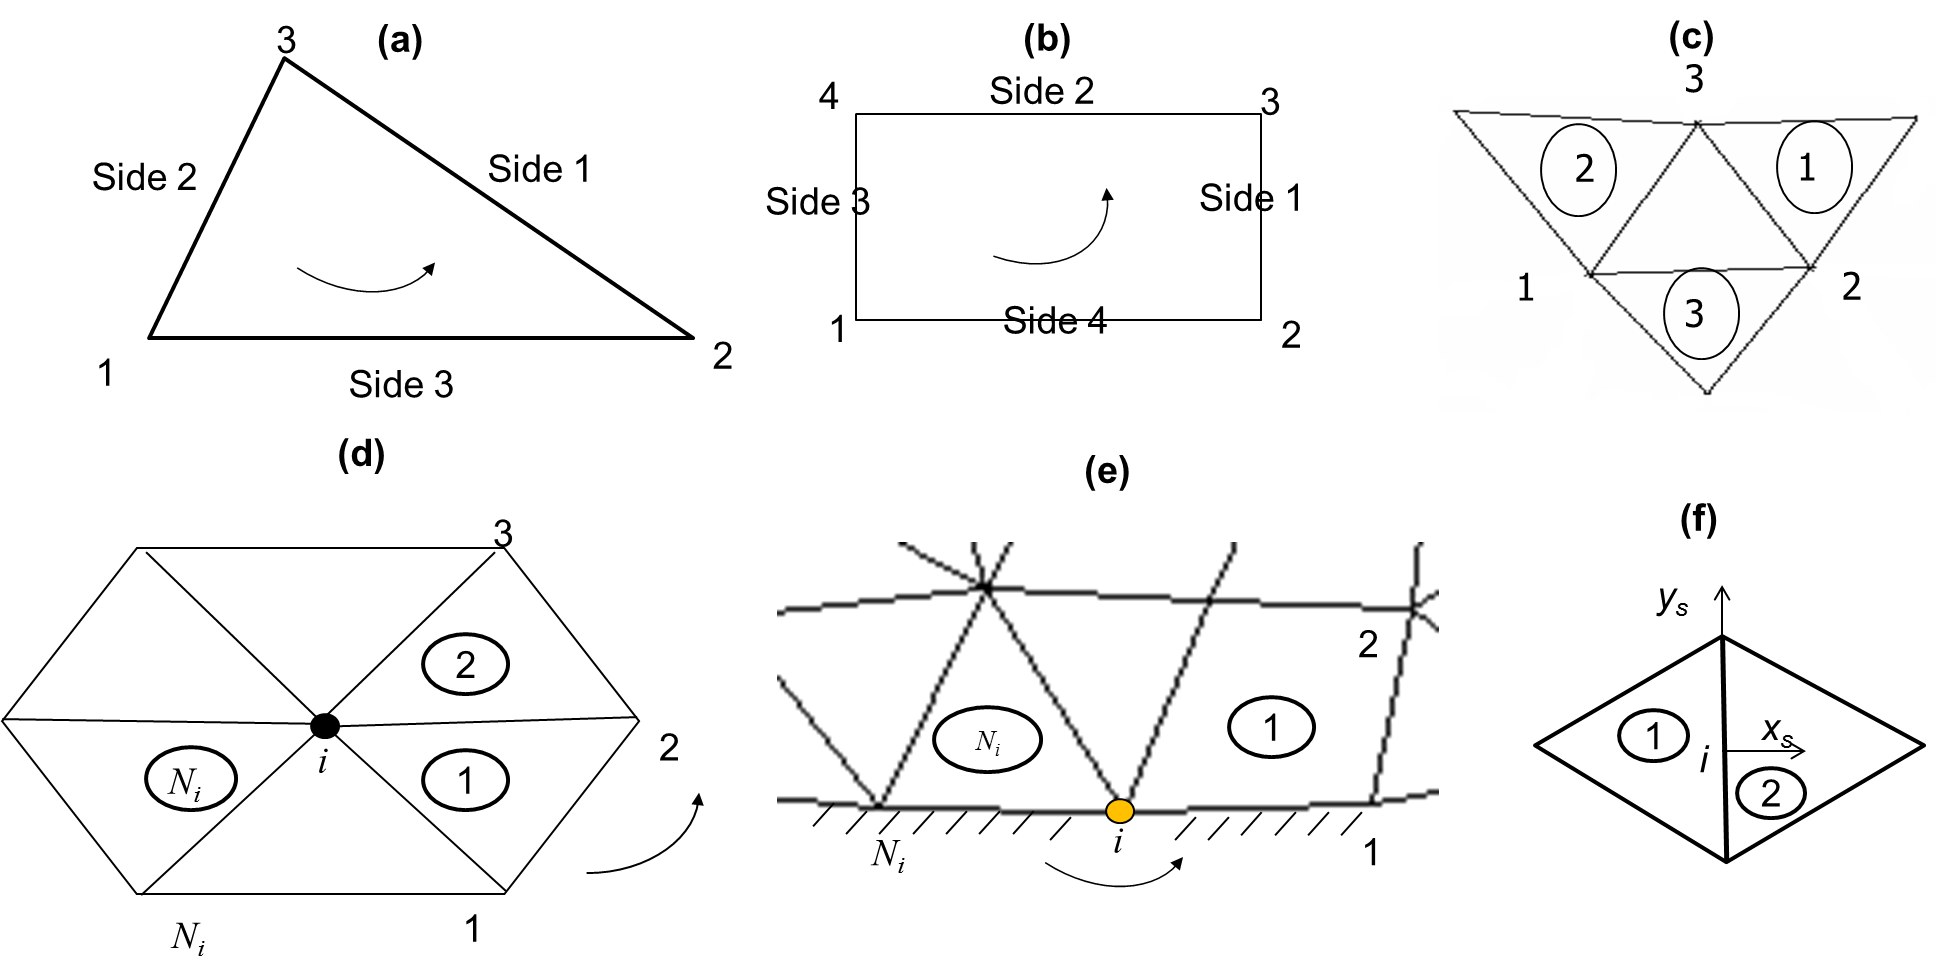 (a)
3
Side 2
Side 1
1
2
Side 3
(b)
4
Side 2
3
Side 3
Side 1
1
Side 4
2
(c)
3
2
1
1
3
2
(d)
3
2
i
2
N_i
1
N_i
1
(e)
2
N_i
1
N_i
i
1
(f)
y_s
1
i
x_s
2